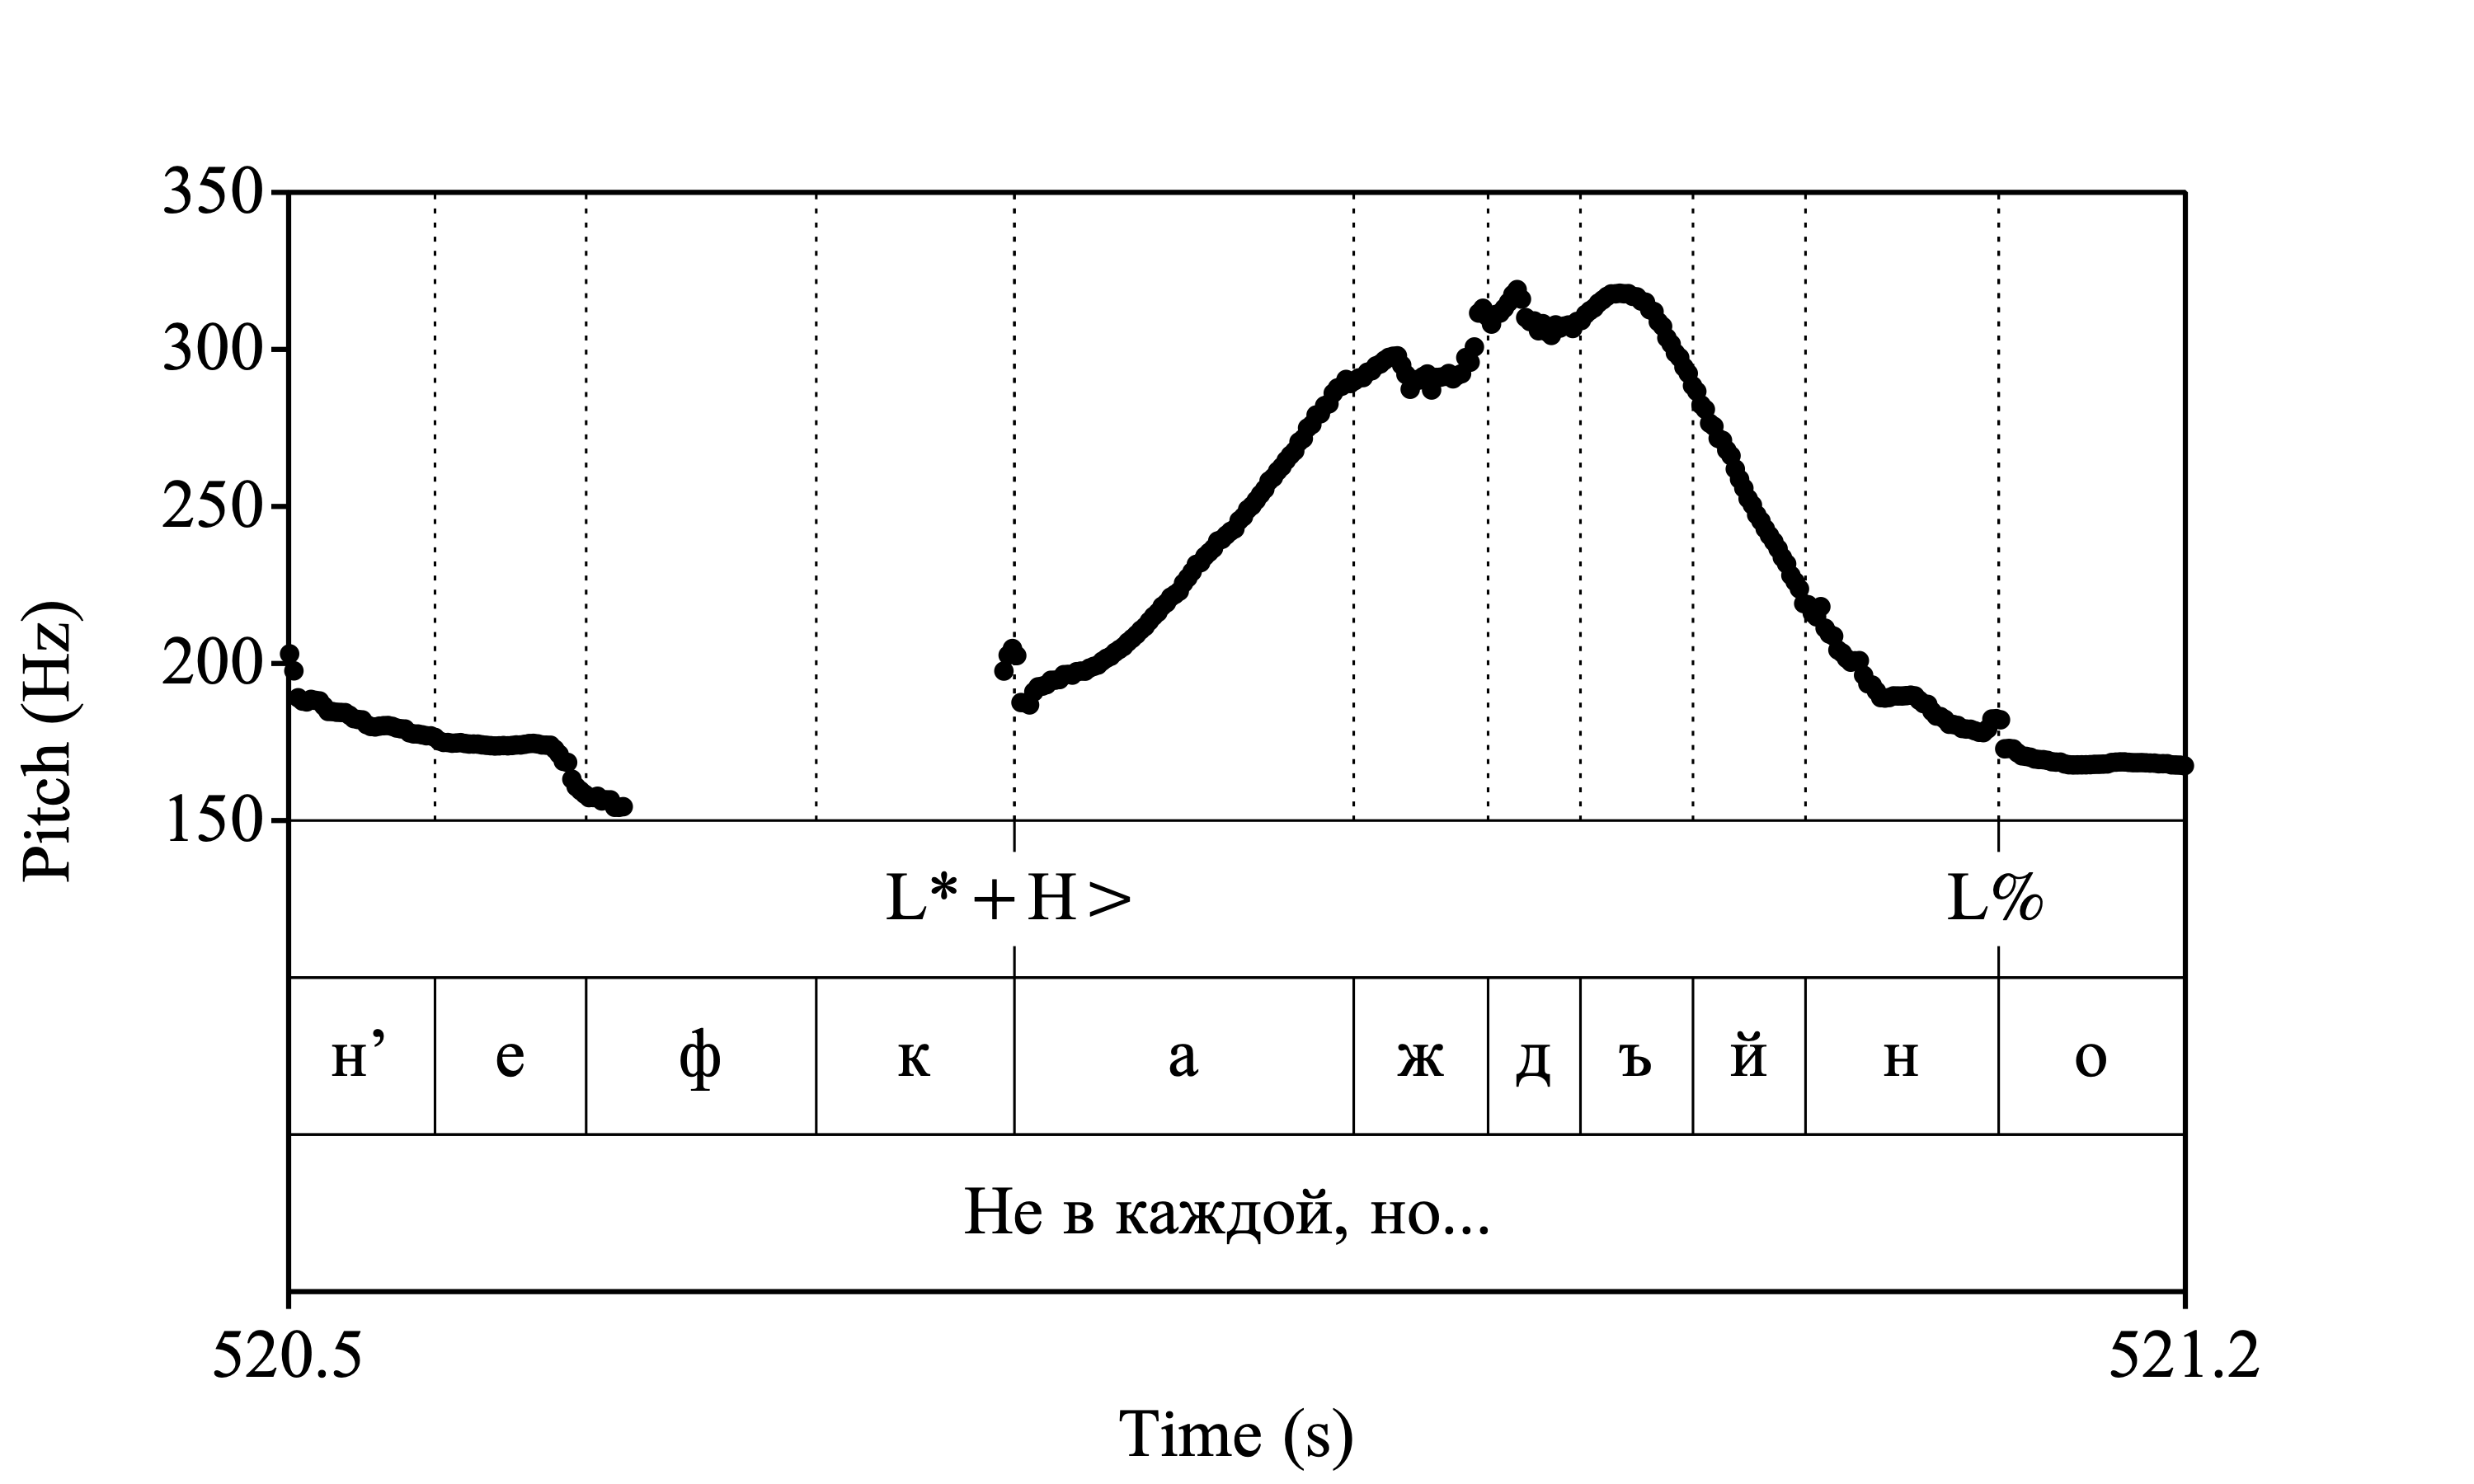 350
300
250
200
150
Pitch (Hz)
L*+H> L%
н’ е ф к а ж д ъ й н о
Не в каждой, но...
520.5 521.2
Time (s)